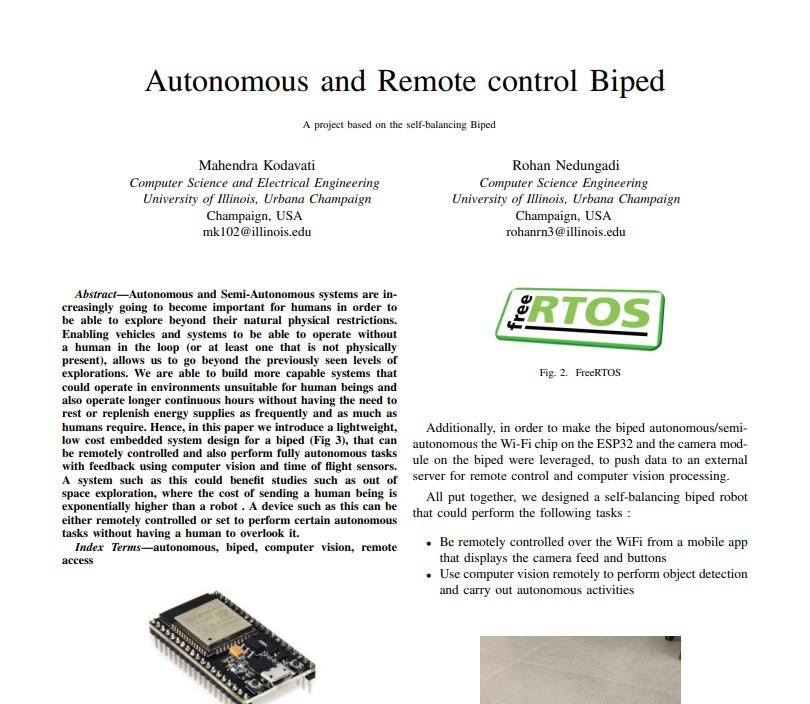 Autonomous and Remote control Biped
A project based on the self-balancing Biped
Mahendra Kodavati
Computer Science and Electrical Engineering
University of Illinois, Urbana Champaign
Champaign, USA
mk102@illinois.edu
Rohan Nedungadi
Computer Science Engineering
University of Illinois, Urbana Champaign
Champaign, USA
rohanrn3@illinois.edu
Abstract—Autonomous and Semi-Autonomous systems are in-
creasingly going to become important for humans in order to
be able to explore beyond their natural physical restrictions.
Enabling vehicles and systems to be able to operate without
a human in the loop (or at least one that is not physically
present), allows us to go beyond the previously seen levels of
explorations. We are able to build more capable systems that
could operate in environments unsuitable for human beings and
also operate longer continuous hours without having the need to
rest or replenish energy supplies as frequently and as much as
humans require. Hence, in this paper we introduce a lightweight,
low cost embedded system design for a biped (Fig 3), that can
be remotely controlled and also perform fully autonomous tasks
with feedback using computer vision and time of flight sensors.
A system such as this could benefit studies such as out of
space exploration, where the cost of sending a human being is
exponentially higher than a robot . A device such as this can be
either remotely controlled or set to perform certain autonomous
tasks without having a human to overlook it.
Index Terms—autonomous, biped, computer vision, remote
access
free RTOS
Fig. 2. FreeRTOS
Additionally, in order to make the biped autonomous/semi-
autonomous the Wi-Fi chip on the ESP32 and the camera mod-
ule on the biped were leveraged, to push data to an external
server for remote control and computer vision processing.
All put together, we designed a self-balancing biped robot
that could perform the following tasks :
• Be remotely controlled over the WiFi from a mobile app
that displays the camera feed and buttons
• Use computer vision remotely to perform object detection
and carry out autonomous activities